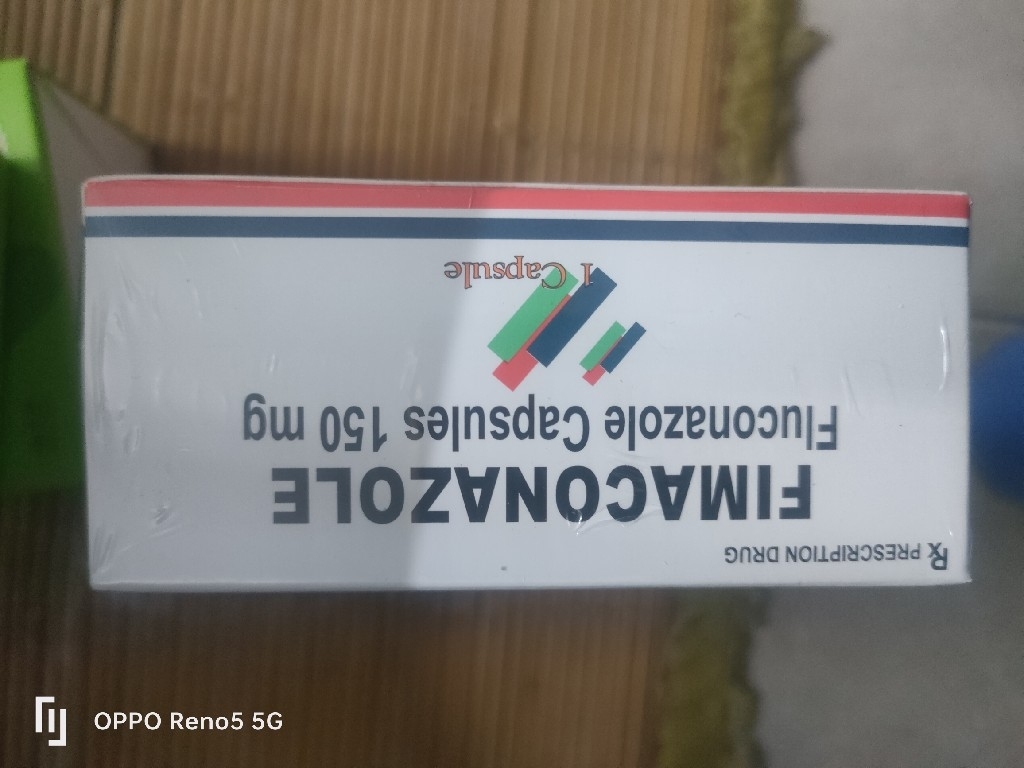 ℞ PRESCRIPTION DRUG
FIMACONAZOLE
Fluconazole Capsules 150 mg
1 Capsule
OPPO Reno5 5G